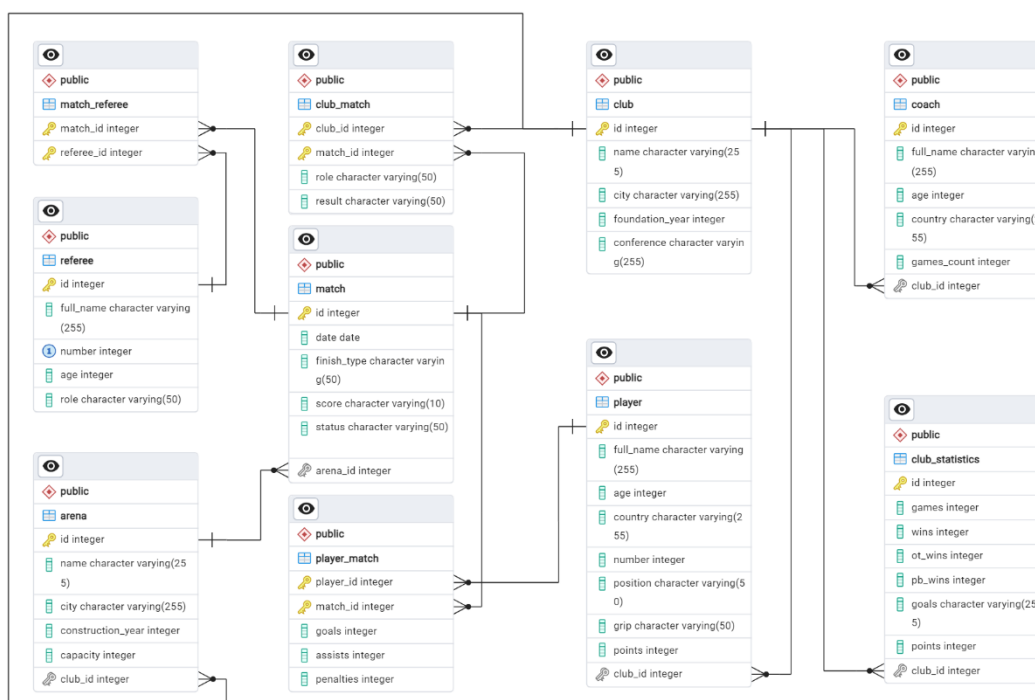 public
match_referee
match_id integer
referee_id integer
public
referee
id integer
full_name character varying
(255)
1 number integer
age integer
role character varying(50)
public
arena
id integer
name character varying(25
5)
city character varying(255)
construction_year integer
capacity integer
club_id integer
public
club_match
club_id integer
match_id integer
role character varying(50)
result character varying(50)
public
match
id integer
date date
finish_type character varyin
g(50)
score character varying(10)
status character varying(50)
arena_id integer
public
player_match
player_id integer
match_id integer
goals integer
assists integer
penalties integer
public
club
id integer
name character varying(25
5)
city character varying(255)
foundation_year integer
conference character varyin
g(255)
public
player
id integer
full_name character varying
(255)
age integer
country character varying(2
55)
number integer
position character varying(5
0)
grip character varying(50)
points integer
club_id integer
public
coach
id integer
full_name character varyin
(255)
age integer
country character varying(
55)
games_count integer
club_id integer
public
club_statistics
id integer
games integer
wins integer
ot_wins integer
pb_wins integer
goals character varying(25
5)
points integer
club_id integer